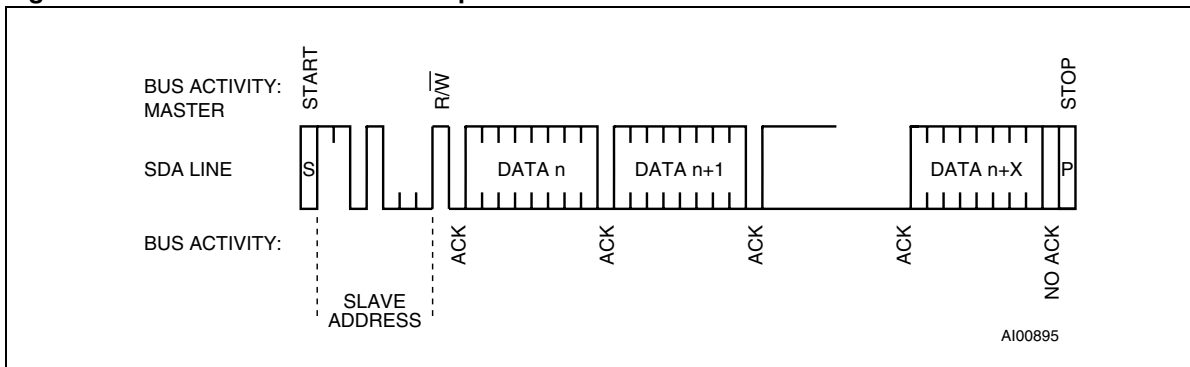 BUS ACTIVITY:
MASTER
START
R/W
STOP
SDA LINE
S
DATA n
DATA n+1
DATA n+X
P
BUS ACTIVITY:
ACK
ACK
ACK
ACK
NO ACK
SLAVE
ADDRESS
AI00895